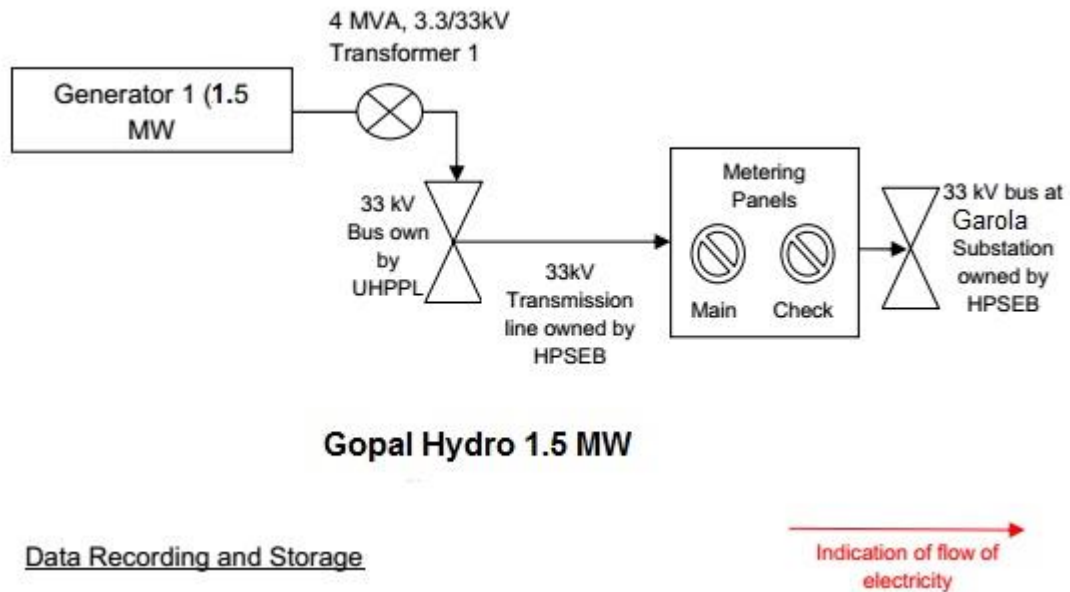 4 MVA, 3.3/33kV
Transformer 1
Generator 1 (1.5
MW
33 kV
Bus own
by
UHPPL
33kV
Transmission
line owned by
HPSEB
Metering
Panels
Main
Check
33 kV bus at
Garola
Substation
owned by
HPSEB
Gopal Hydro 1.5 MW
Data Recording and Storage
Indication of flow of
electricity